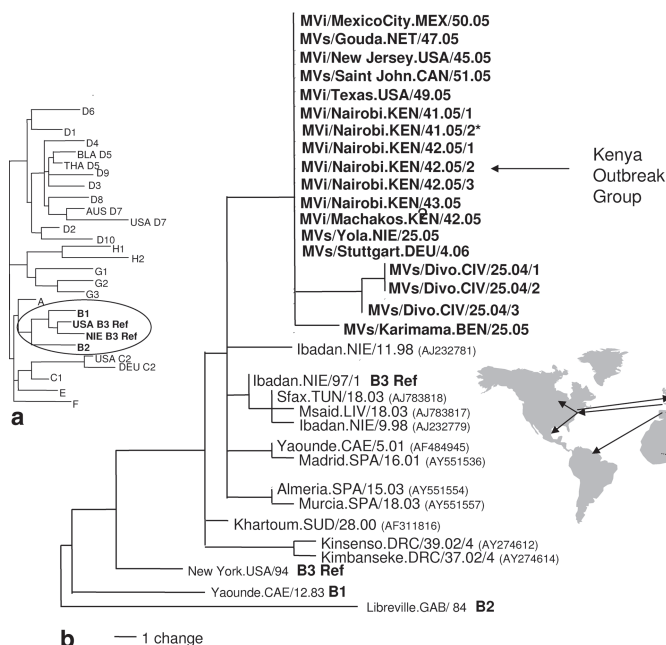 MVi/MexicoCity.MEX/50.05
MVs/Gouda.NET/47.05
MVi/New Jersey.USA/45.05
MVs/Saint John.CAN/51.05
MVi/Texas.USA/49.05
MVi/Nairobi.KEN/41.05/1
MVi/Nairobi.KEN/41.05/2*
MVi/Nairobi.KEN/42.05/1
MVi/Nairobi.KEN/42.05/2
MVi/Nairobi.KEN/42.05/3
MVi/Nairobi.KEN/43.05
MVi/Machakos.KEN/42.05
MVs/Yola.NIE/25.05
MVs/Stuttgart.DEU/4.06
MVs/Divo.CIV/25.04/1
MVs/Divo.CIV/25.04/2
MVs/Divo.CIV/25.04/3
MVs/Karimama.BEN/25.05
Kenya
Outbreak
Group
Ibadan.NIE/11.98 (AJ232781)
Ibadan.NIE/97/1 B3 Ref
Sfax.TUN/18.03 (AJ783818)
Msaid.LIV/18.03 (AJ783817)
Ibadan.NIE/9.98 (AJ232779)
Yaounde.CAE/5.01 (AF484945)
Madrid.SPA/16.01 (AY551536)
Almeria.SPA/15.03 (AY551554)
Murcia.SPA/18.03 (AY551557)
Khartoum.SUD/28.00 (AF311816)
Kinsenso.DRC/39.02/4 (AY274612)
Kimbanseke.DRC/37.02/4 (AY274614)
New York.USA/94 B3 Ref
Yaounde.CAE/12.83 B1
Libreville.GAB/ 84 B2
b
1 change
D6
D1
D4
BLA D5
THA D5
D9
D3
D8
AUS D7
USA D7
D2
D10
H1
H2
G1
G2
G3
A
B1
USA B3 Ref
NIE B3 Ref
B2
USA C2
DEU C2
C1
E
F
a